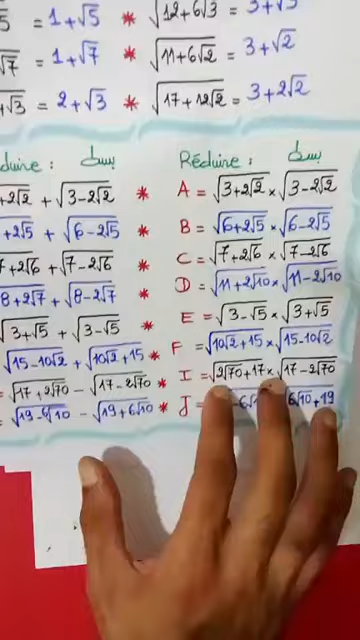 5 = 1+√5 * √(12+6√3) = 3+√3
√7 = 1+√7 * √(11+6√2) = 3+√2
+√3 = 2+√3 * √(17+12√2) = 3+2√2
duire : بسط
Réduire : بسط
+2√2 + √(3-2√2) * A = √(3+2√2) × √(3-2√2)
+2√5 + √(6-2√5) * B = √(6+2√5) × √(6-2√5)
7+2√6 + √(7-2√6) * C = √(7+2√6) × √(7-2√6)
8+2√7 + √(8-2√7) * D = √(11+2√10) × √(11-2√10)
√(3+√5) + √(3-√5) * E = √(3-√5) × √(3+√5)
√(15-10√2) + √(10√2+15) * F = √(10√2+15) × √(15-10√2)
= √(17+2√70) - √(17-2√70) * I = √(2√70+17) × √(17-2√70)
= √(19-6√10) - √(19+6√10) * J = -6√ 6√10+19